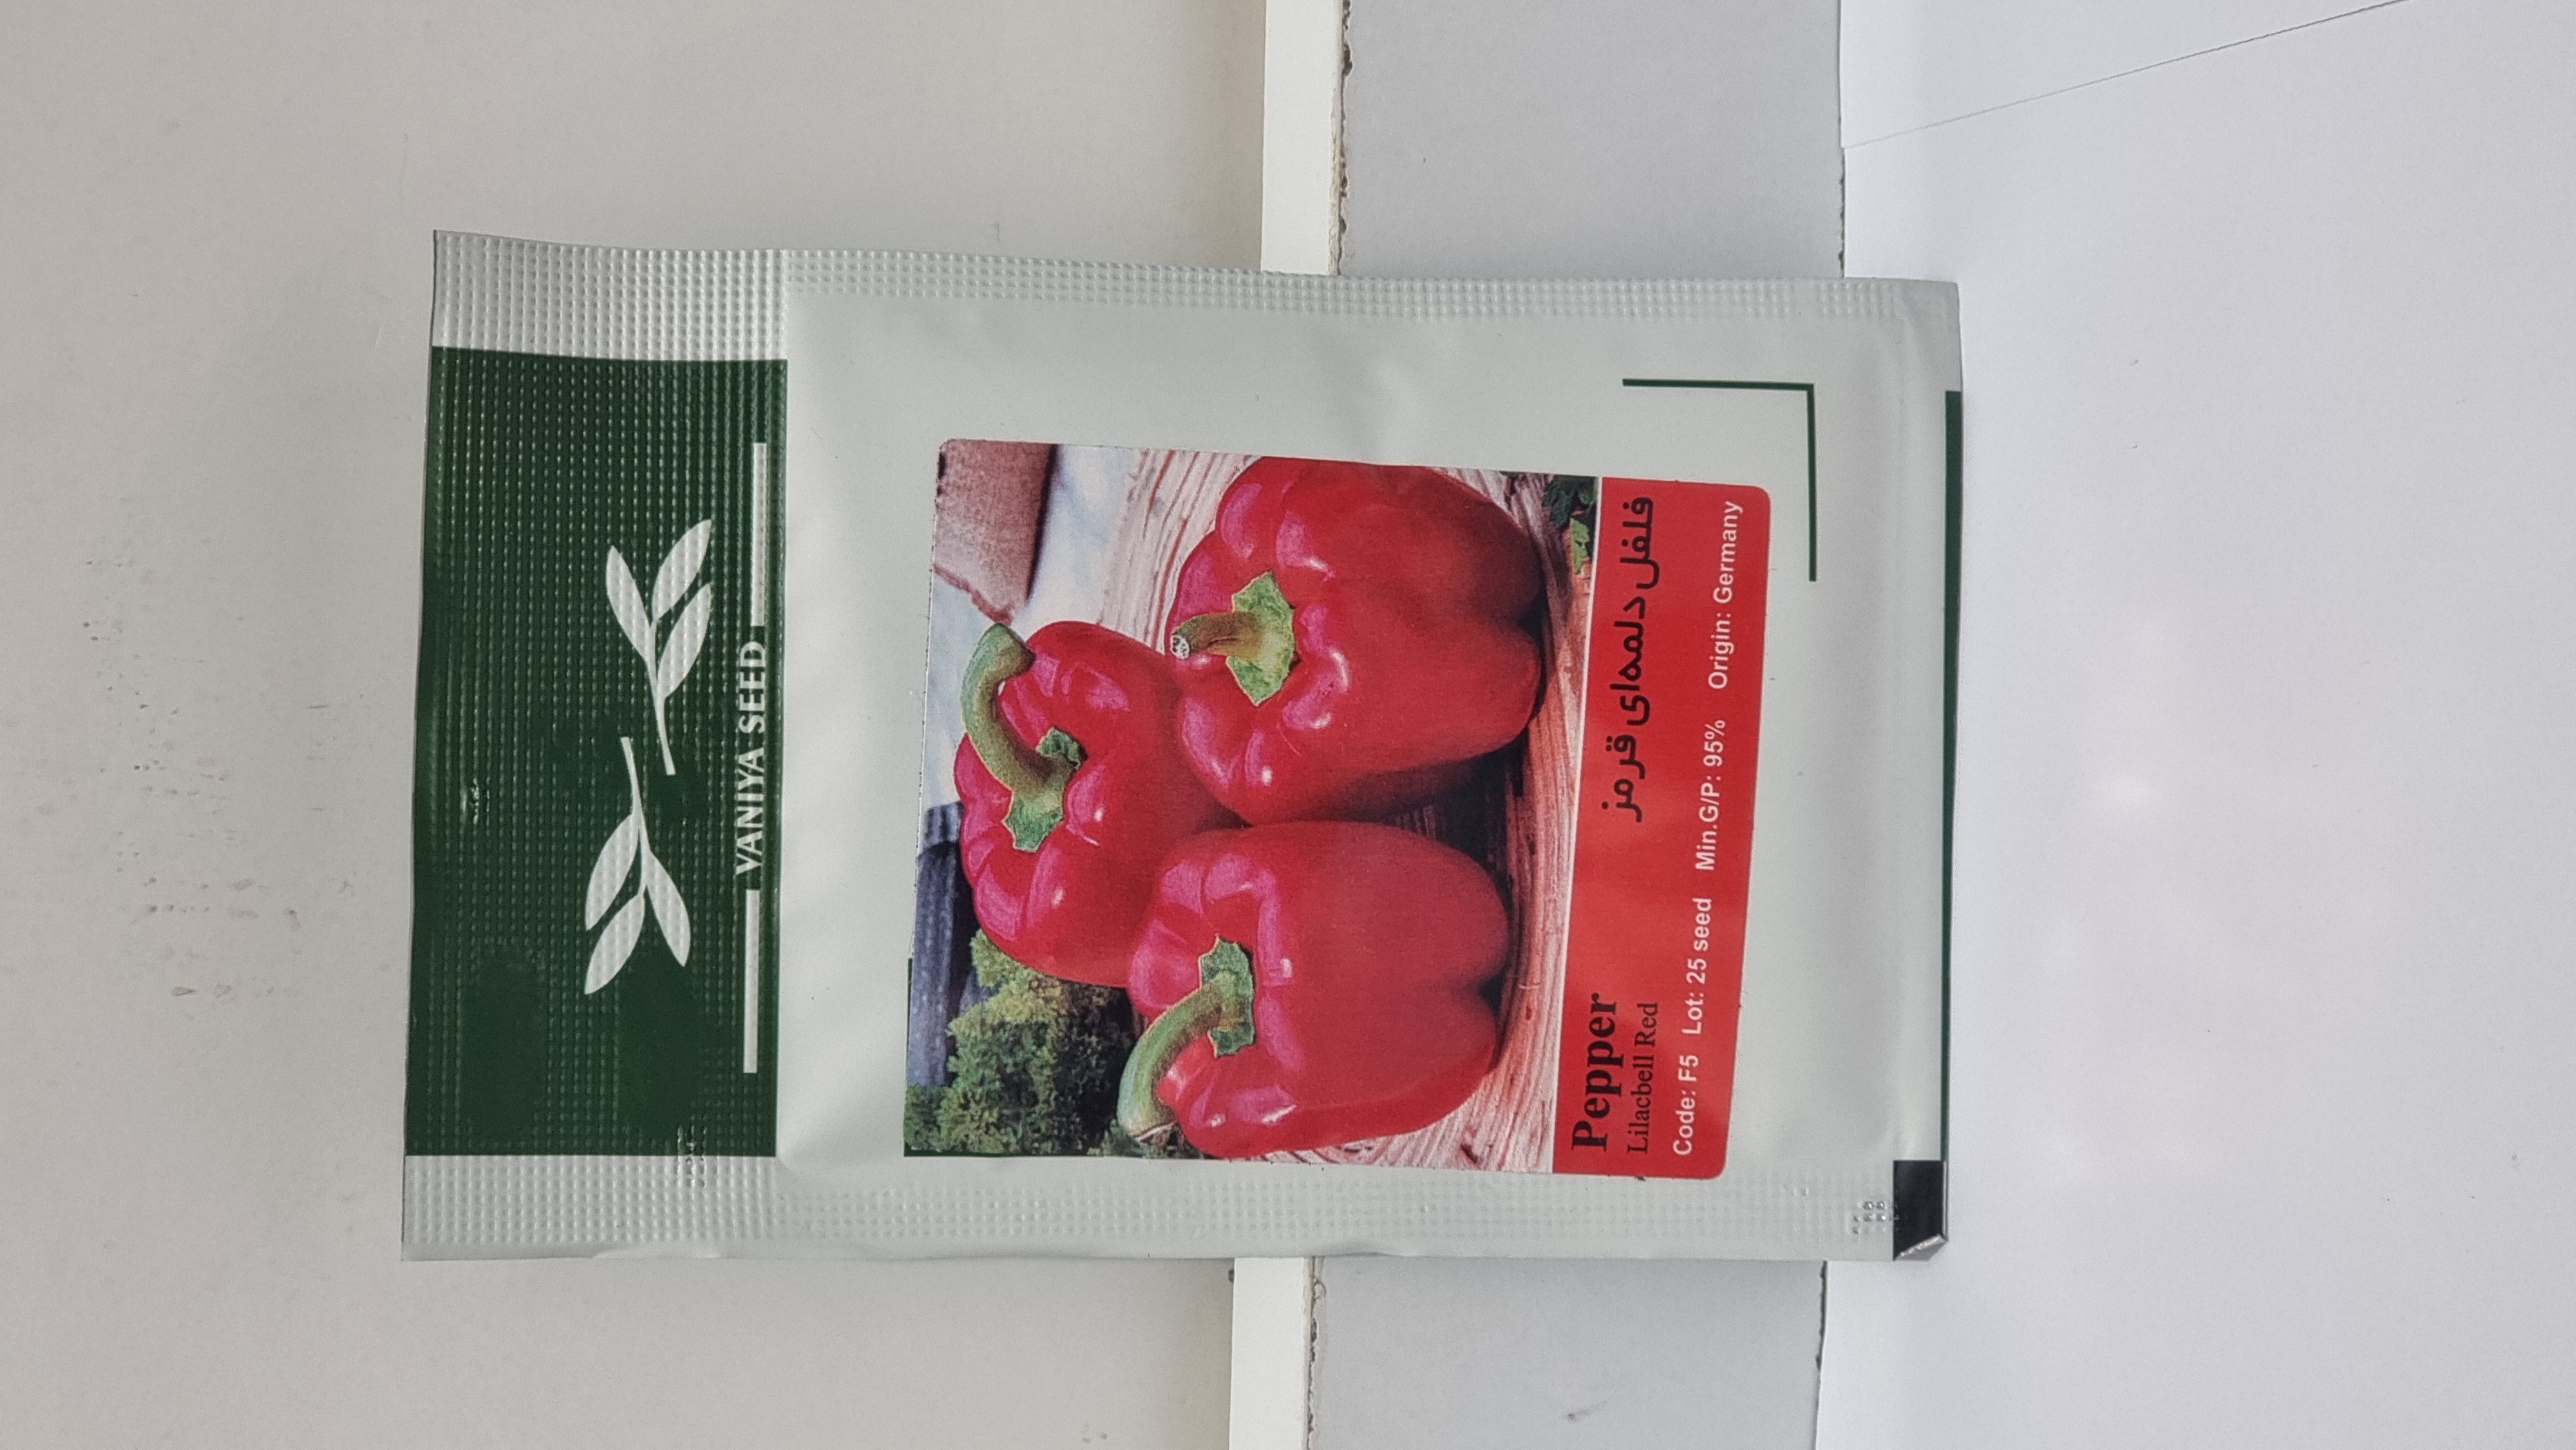 VANIYA SEED
Pepper فلفل دلمه‌ای قرمز
Lilacbell Red
Code: F5 Lot: 25 seed Min.G/P: 95% Origin: Germany